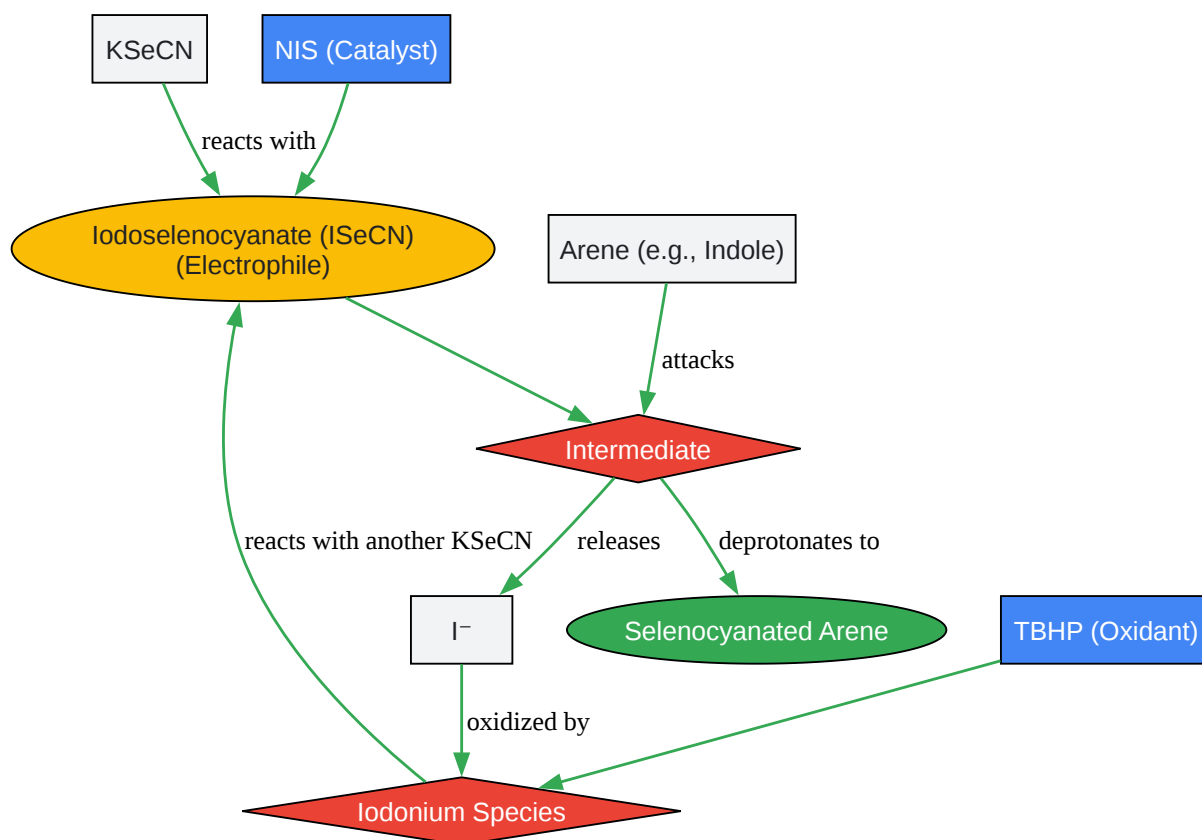 KSeCN
NIS (Catalyst)
reacts with
Iodoselenocyanate (ISeCN)
(Electrophile)
Arene (e.g., Indole)
attacks
Intermediate
reacts with another KSeCN
releases
deprotonates to
I⁻
Selenocyanated Arene
TBHP (Oxidant)
oxidized by
Iodonium Species